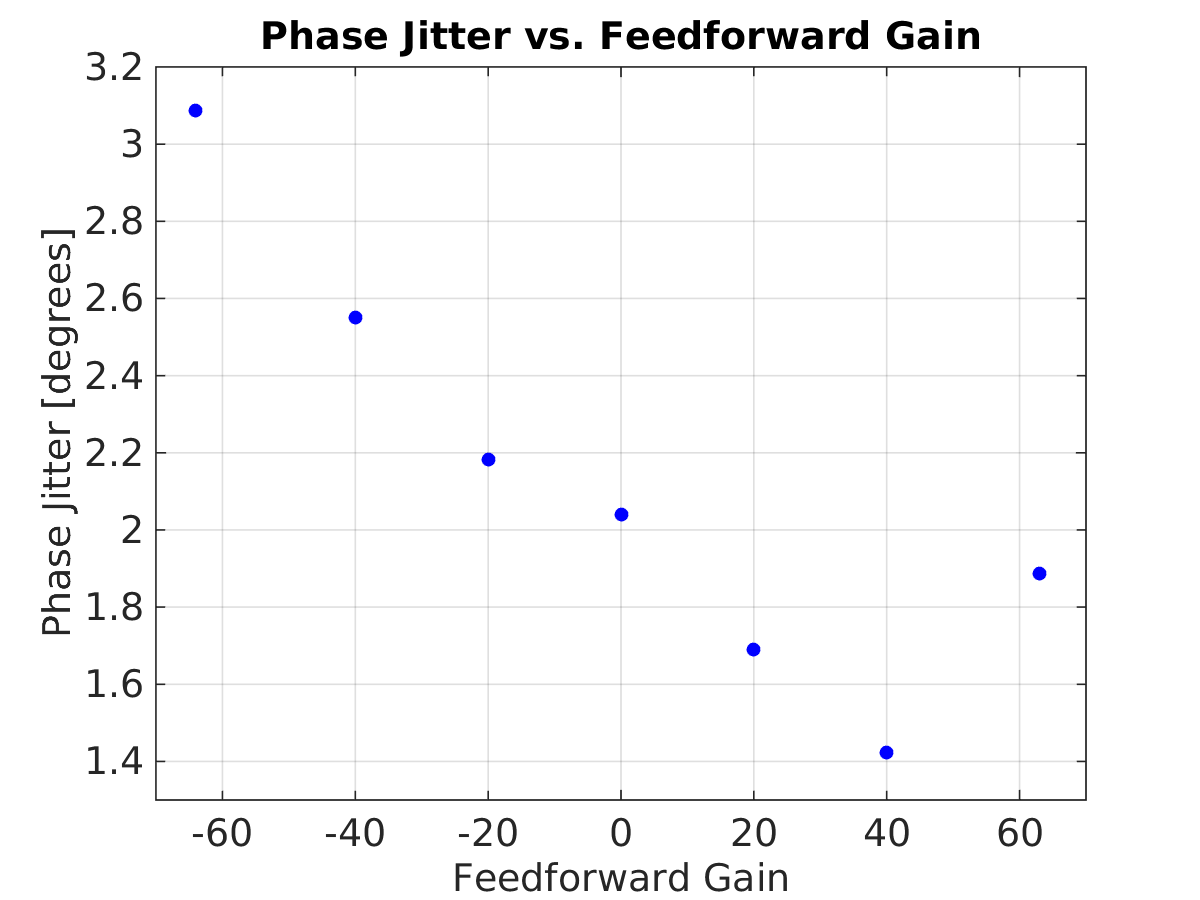 Phase Jitter vs. Feedforward Gain
3.2
3
2.8
2.6
2.4
2.2
2
1.8
1.6
1.4
Phase Jitter [degrees]
-60 -40 -20 0 20 40 60
Feedforward Gain